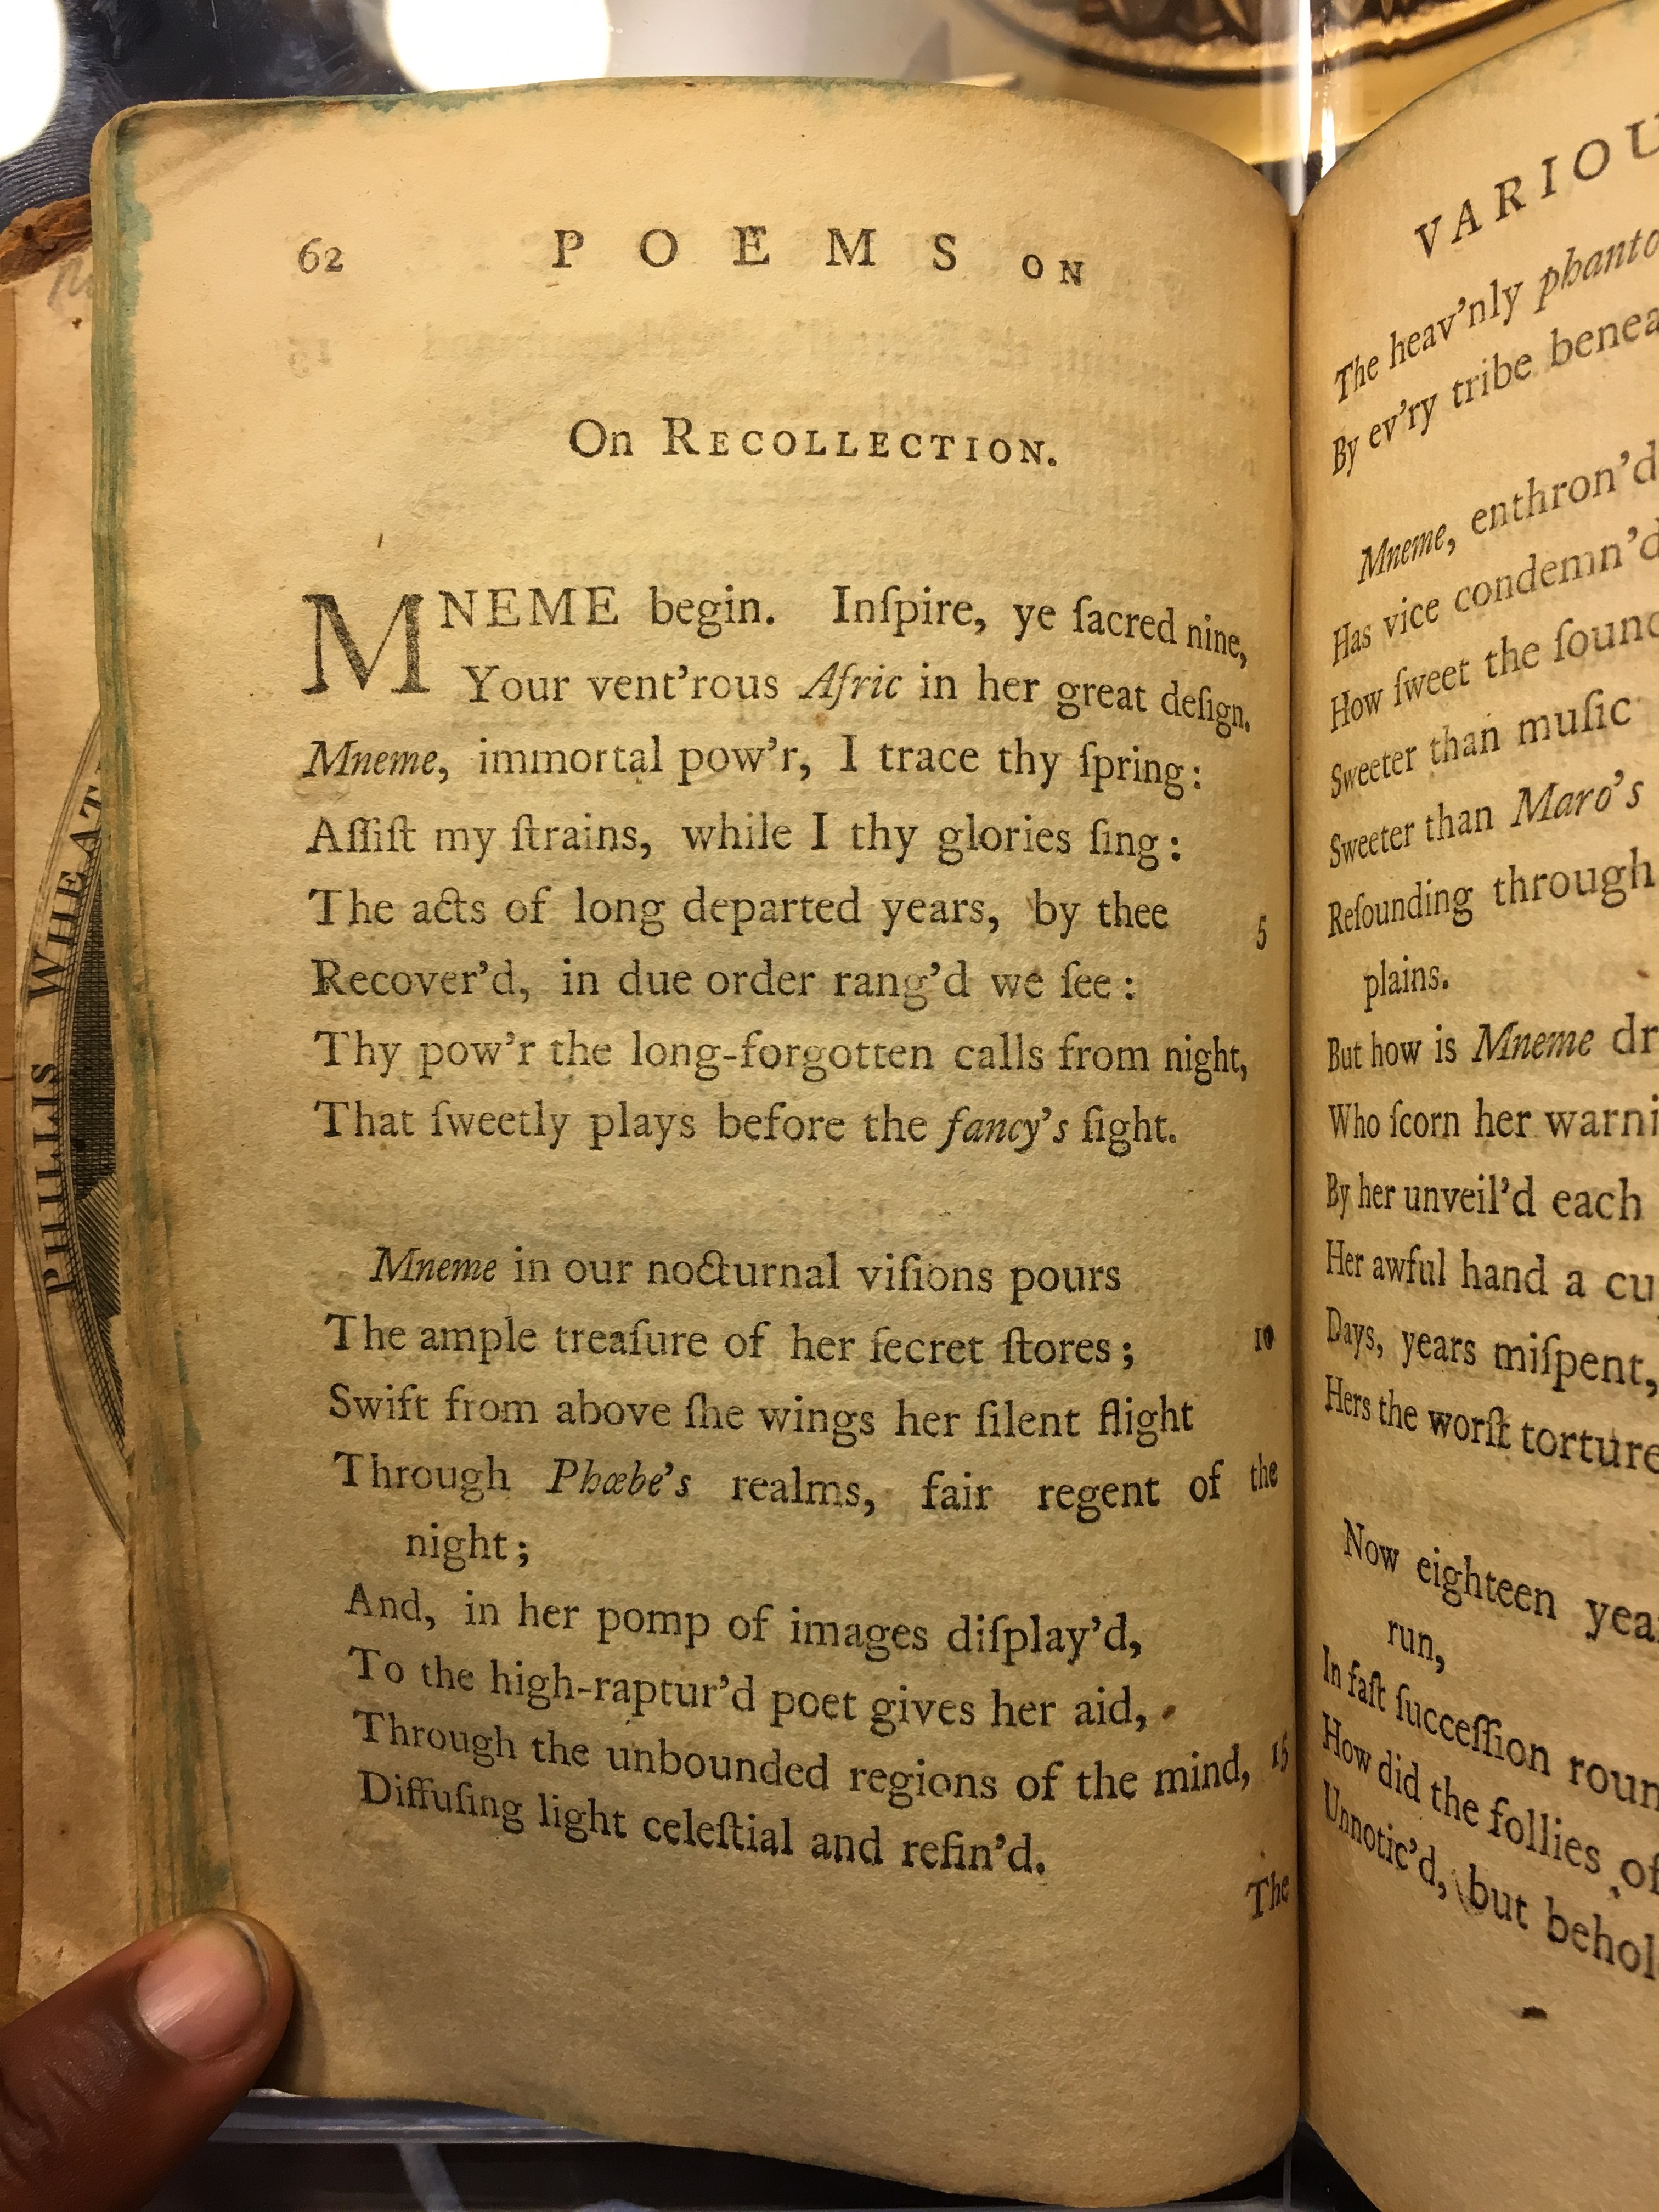 62 POEMS ON
On RECOLLECTION.
MNEME begin. Inſpire, ye ſacred nine,
Your vent'rous Afric in her great deſign.
Mneme, immortal pow'r, I trace thy ſpring:
Aſſiſt my ſtrains, while I thy glories ſing:
The acts of long departed years, by thee 5
Recover'd, in due order rang'd we ſee:
Thy pow'r the long-forgotten calls from night,
That ſweetly plays before the fancy's ſight.
Mneme in our nocturnal viſions pours
The ample treaſure of her ſecret ſtores; 10
Swift from above ſhe wings her ſilent flight
Through Phœbe's realms, fair regent of the
night;
And, in her pomp of images diſplay'd,
To the high-raptur'd poet gives her aid,
Through the unbounded regions of the mind, 15
Diffuſing light celeſtial and refin'd.
The
VARIOU
The heav'nly phanto
By ev'ry tribe benea
Mneme, enthron'd
Has vice condemn'd
How ſweet the ſound
Sweeter than muſic
Sweeter than Maro's
Reſounding through
plains.
But how is Mneme dr
Who ſcorn her warni
By her unveil'd each
Her awful hand a cu
Days, years miſpent,
Hers the worſt torture
Now eighteen yea
run,
In faſt ſucceſſion roun
How did the follies of
Unnotic'd, but behol
PHILLIS WHEAT